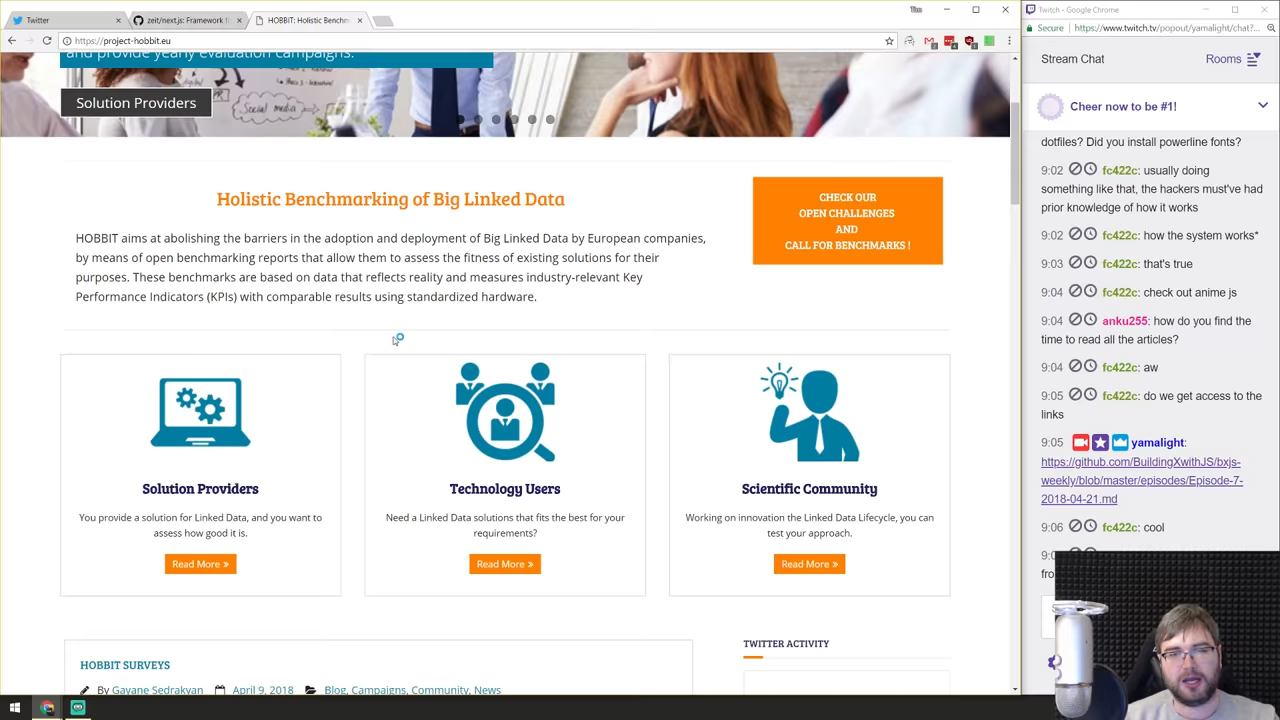 Twitter
zeit/next.js: Framework f
HOBBIT: Holistic Benchm
https://project-hobbit.eu
and provide yearly evaluation campaigns.
Solution Providers
Social media
Holistic Benchmarking of Big Linked Data
HOBBIT aims at abolishing the barriers in the adoption and deployment of Big Linked Data by European companies,
by means of open benchmarking reports that allow them to assess the fitness of existing solutions for their
purposes. These benchmarks are based on data that reflects reality and measures industry-relevant Key
Performance Indicators (KPIs) with comparable results using standardized hardware.
CHECK OUR
OPEN CHALLENGES
AND
CALL FOR BENCHMARKS !
Solution Providers
You provide a solution for Linked Data, and you want to
assess how good it is.
Read More »
Technology Users
Need a Linked Data solutions that fits the best for your
requirements?
Read More »
Scientific Community
Working on innovation the Linked Data Lifecycle, you can
test your approach.
Read More »
HOBBIT SURVEYS
By Gayane Sedrakyan April 9, 2018 Blog, Campaigns, Community, News
TWITTER ACTIVITY
Twitch - Google Chrome
Secure https://www.twitch.tv/popout/yamalight/chat?...
Stream Chat
Rooms
Cheer now to be #1!
dotfiles? Did you install powerline fonts?
9:02 fc422c: usually doing
something like that, the hackers must've had
prior knowledge of how it works
9:02 fc422c: how the system works*
9:03 fc422c: that's true
9:04 fc422c: check out anime js
9:04 anku255: how do you find the
time to read all the articles?
9:04 fc422c: aw
9:05 fc422c: do we get access to the
links
9:05 yamalight:
https://github.com/BuildingXwithJS/bxjs-
weekly/blob/master/episodes/Episode-7-
2018-04-21.md
9:06 fc422c: cool